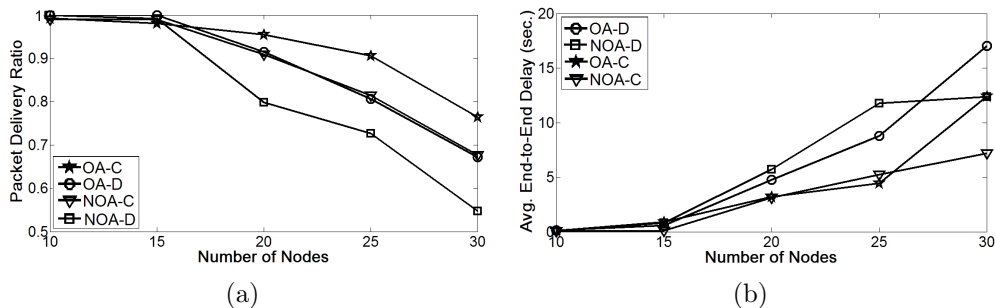 Packet Delivery Ratio
1
0.9
0.8
0.7
0.6
0.5
OA-C
OA-D
NOA-C
NOA-D
10
15
20
25
30
Number of Nodes
(a)
Avg. End-to-End Delay (sec.)
20
15
10
5
0
OA-D
NOA-D
OA-C
NOA-C
10
15
20
25
30
Number of Nodes
(b)